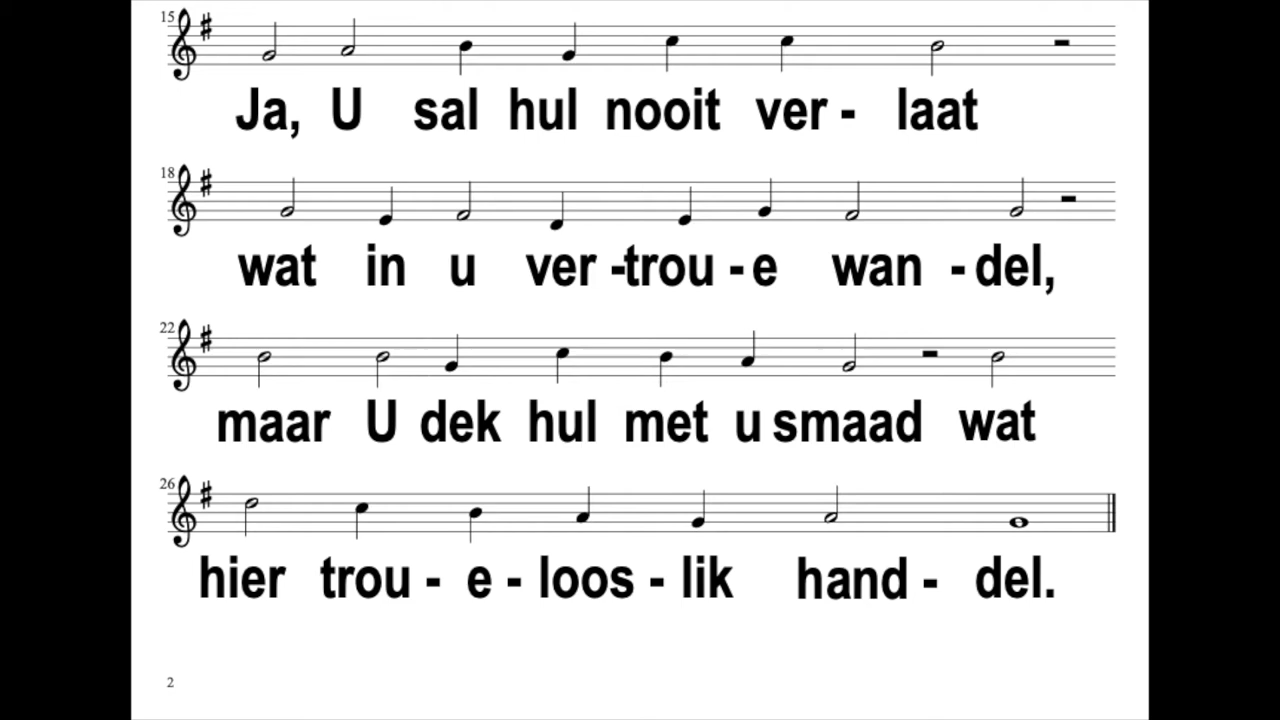 15
Ja, U sal hul nooit ver - laat
18
wat in u ver -trou - e wan - del,
22
maar U dek hul met u smaad wat
26
hier trou - e - loos - lik hand - del.
2